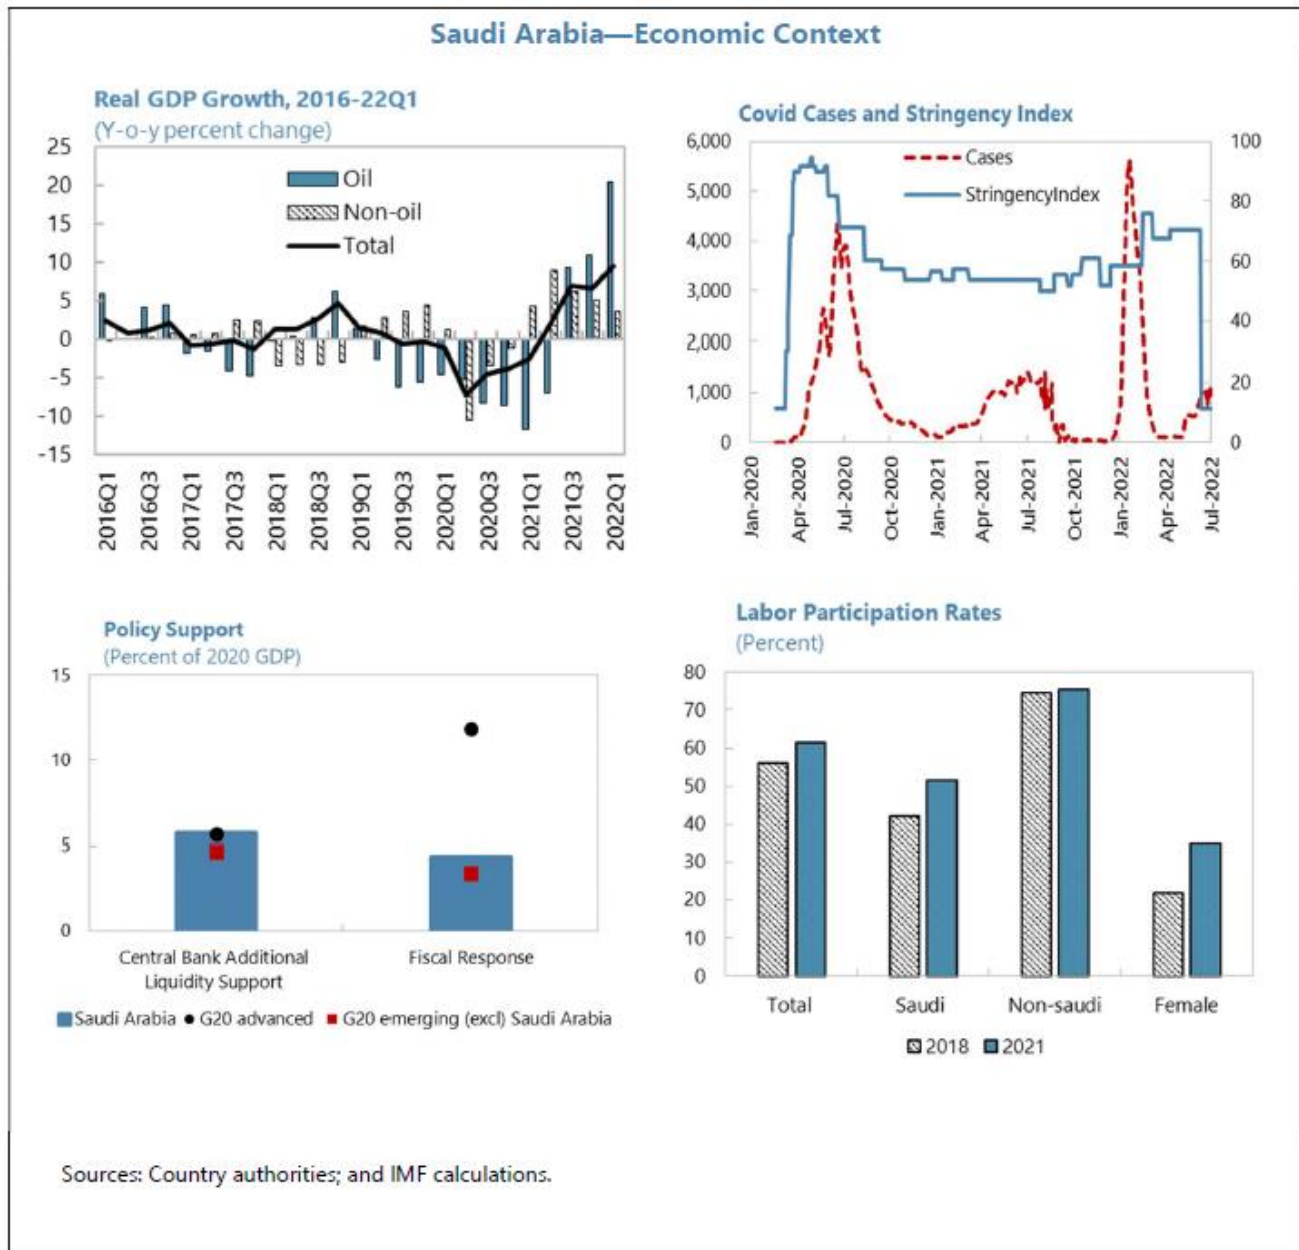 Saudi Arabia—Economic Context
Real GDP Growth, 2016-22Q1
(Y-o-y percent change)
25
20
15
10
5
0
-5
-10
-15
Oil
Non-oil
Total
2016Q1
2016Q3
2017Q1
2017Q3
2018Q1
2018Q3
2019Q1
2019Q3
2020Q1
2020Q3
2021Q1
2021Q3
2022Q1
Covid Cases and Stringency Index
6,000
5,000
4,000
3,000
2,000
1,000
0
100
80
60
40
20
0
Cases
StringencyIndex
Jan-2020
Apr-2020
Jul-2020
Oct-2020
Jan-2021
Apr-2021
Jul-2021
Oct-2021
Jan-2022
Apr-2022
Jul-2022
Policy Support
(Percent of 2020 GDP)
15
10
5
0
Central Bank Additional
Liquidity Support
Fiscal Response
Saudi Arabia G20 advanced G20 emerging (excl) Saudi Arabia
Labor Participation Rates
(Percent)
80
70
60
50
40
30
20
10
0
Total Saudi Non-saudi Female
2018 2021
Sources: Country authorities; and IMF calculations.